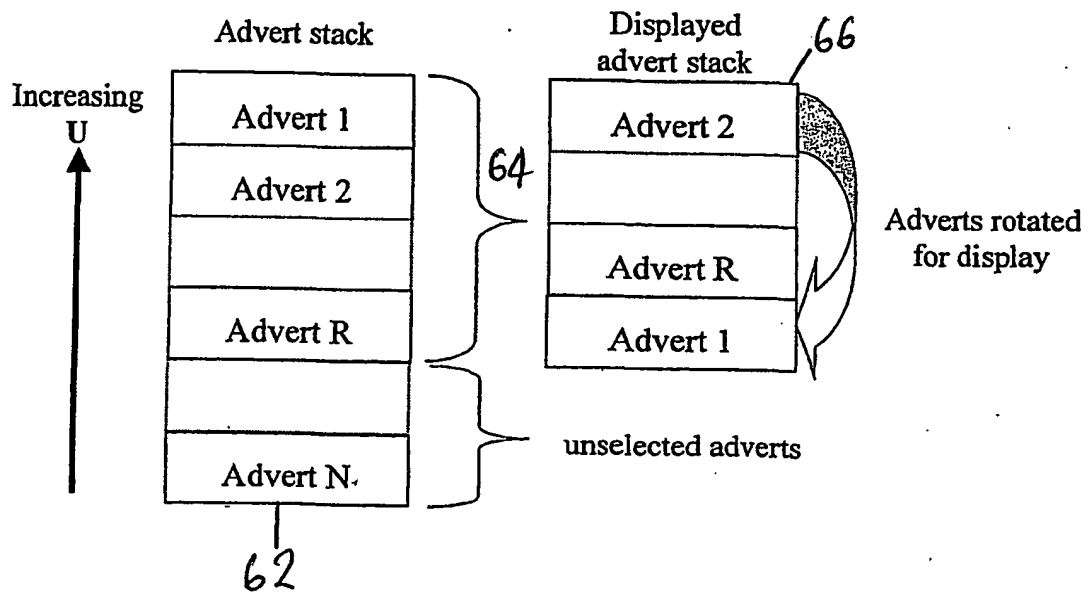 Advert stack
Increasing
U
Advert 1
Advert 2
Advert R
Advert N
62
64
unselected adverts
Displayed
advert stack
66
Advert 2
Advert R
Advert 1
Adverts rotated
for display